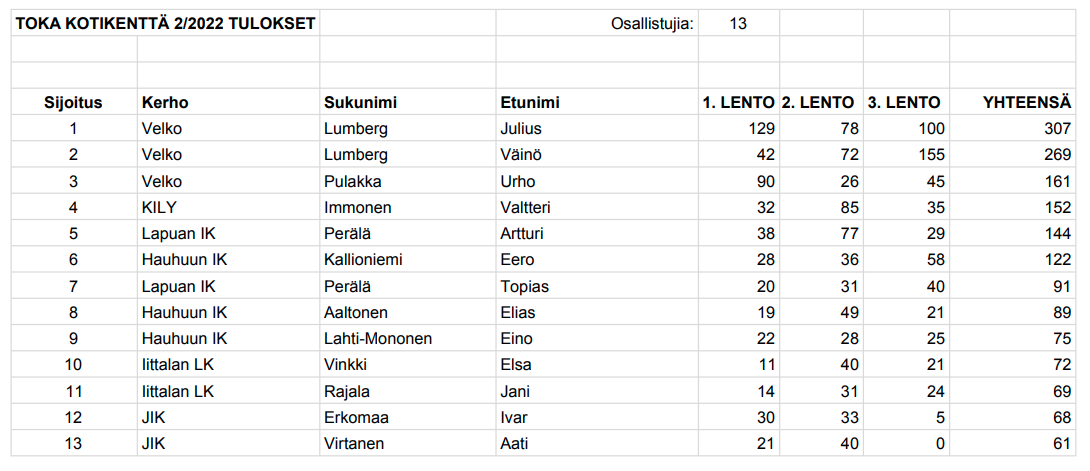 TOKA KOTIKENTTÄ 2/2022 TULOKSET Osallistujia: 13
Sijoitus Kerho Sukunimi Etunimi 1. LENTO 2. LENTO 3. LENTO YHTEENSÄ
1 Velko Lumberg Julius 129 78 100 307
2 Velko Lumberg Väinö 42 72 155 269
3 Velko Pulakka Urho 90 26 45 161
4 KILY Immonen Valtteri 32 85 35 152
5 Lapuan IK Perälä Artturi 38 77 29 144
6 Hauhuun IK Kallioniemi Eero 28 36 58 122
7 Lapuan IK Perälä Topias 20 31 40 91
8 Hauhuun IK Aaltonen Elias 19 49 21 89
9 Hauhuun IK Lahti-Mononen Eino 22 28 25 75
10 Iittalan LK Vinkki Elsa 11 40 21 72
11 Iittalan LK Rajala Jani 14 31 24 69
12 JIK Erkomaa Ivar 30 33 5 68
13 JIK Virtanen Aati 21 40 0 61